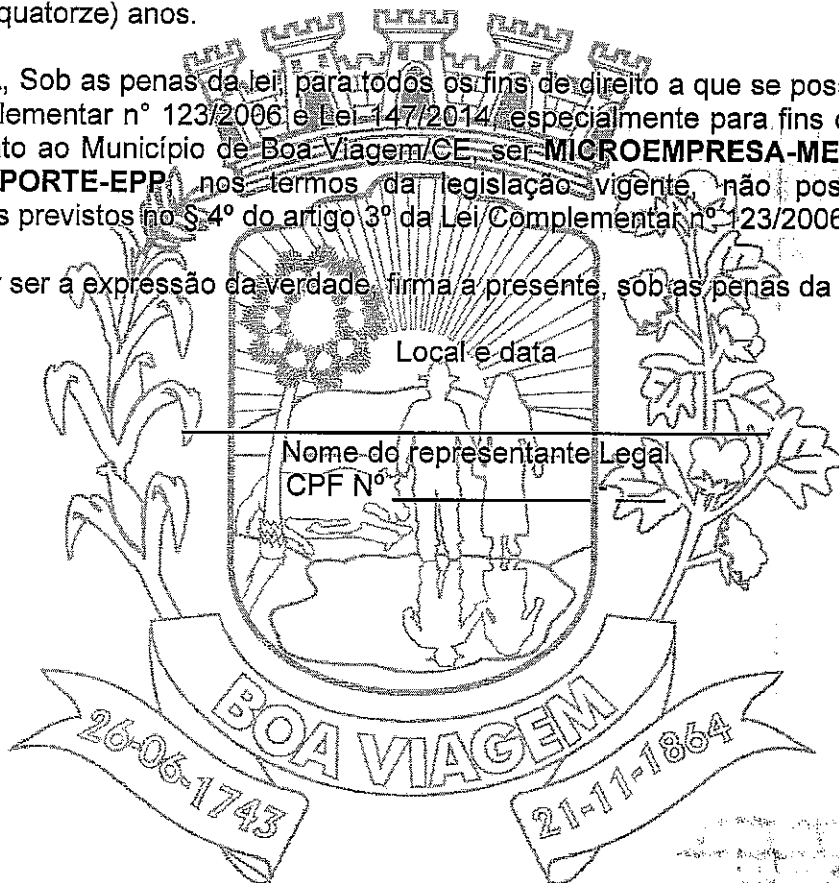 quatorze) anos.
, Sob as penas da lei, para todos os fins de direito a que se pos
lementar n° 123/2006 e Lei 147/2014, especialmente para fins
to ao Município de Boa Viagem/CE, ser MICROEMPRESA-ME
PORTE-EPP, nos termos da legislação vigente, não pos
s previstos no § 4º do artigo 3º da Lei Complementar nº 123/2006
ser a expressão da verdade, firma a presente, sob as penas da
Local e data
Nome do representante Legal
CPF Nº
BOA VIAGEM
26-06-1743
21-11-1864